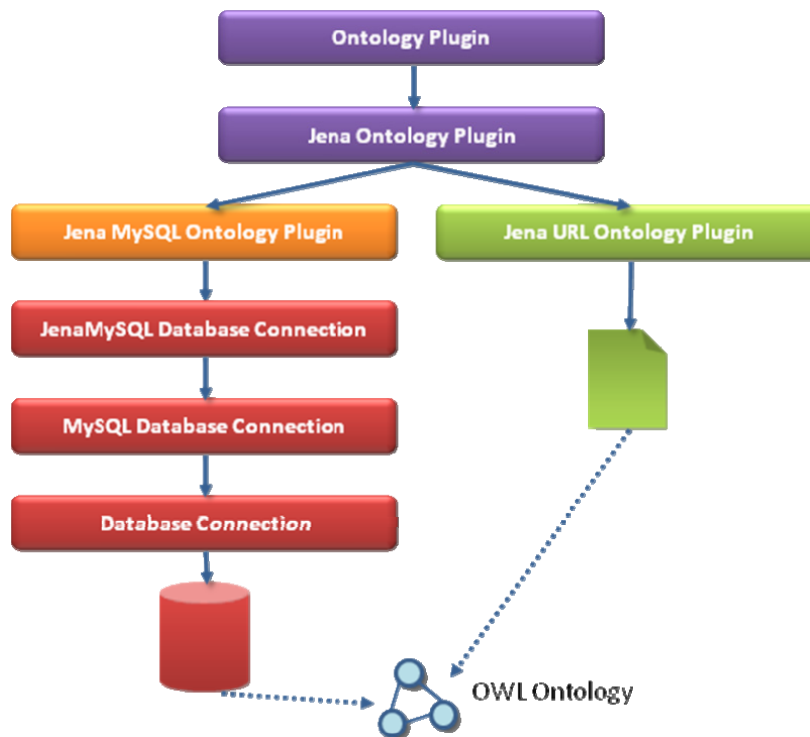 Ontology Plugin
Jena Ontology Plugin
Jena MySQL Ontology Plugin
Jena URL Ontology Plugin
JenaMySQL Database Connection
MySQL Database Connection
Database Connection
OWL Ontology